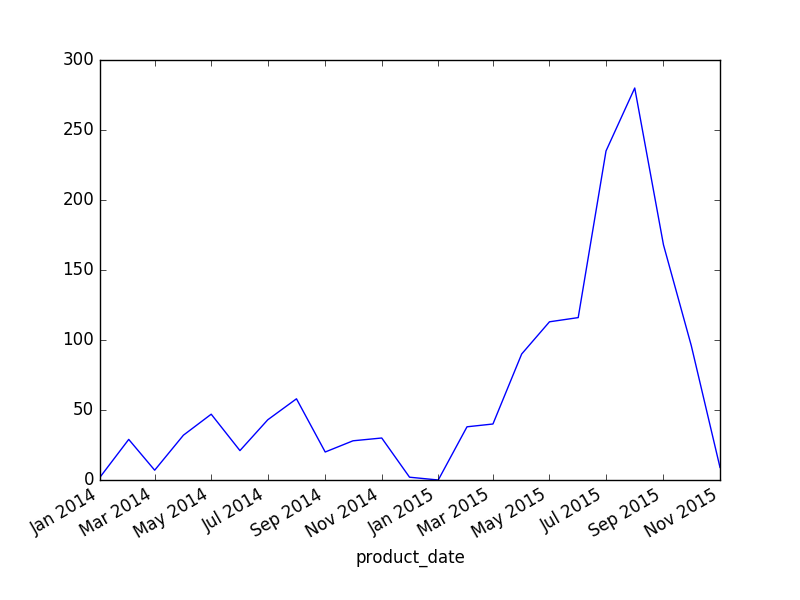 300
250
200
150
100
50
0
Jan 2014
Mar 2014
May 2014
Jul 2014
Sep 2014
Nov 2014
Jan 2015
Mar 2015
May 2015
Jul 2015
Sep 2015
Nov 2015
product_date